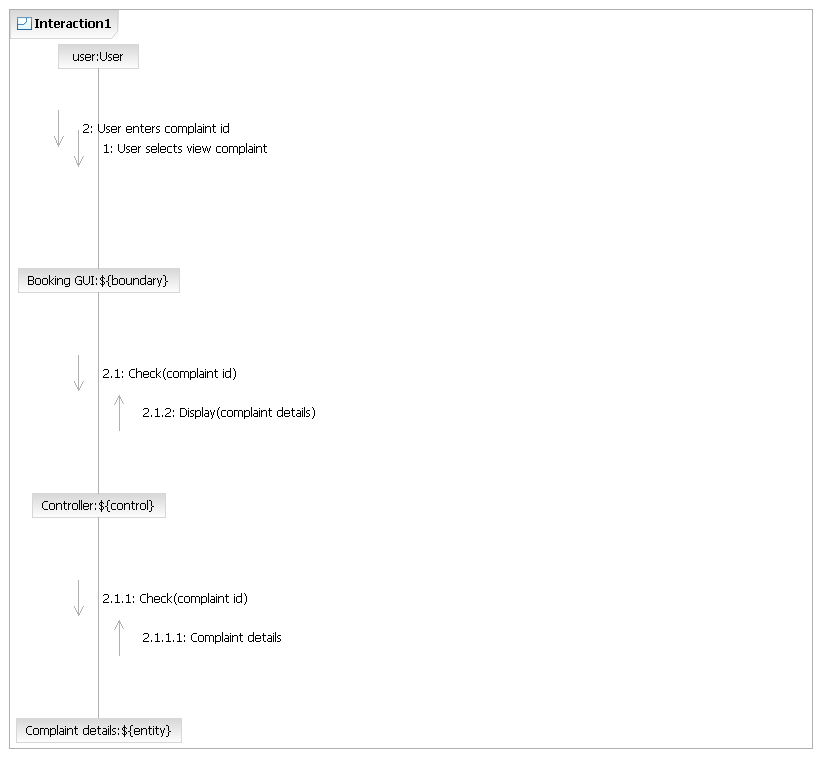 Interaction1
user:User
2: User enters complaint id
1: User selects view complaint
Booking GUI:${boundary}
2.1: Check(complaint id)
2.1.2: Display(complaint details)
Controller:${control}
2.1.1: Check(complaint id)
2.1.1.1: Complaint details
Complaint details:${entity}